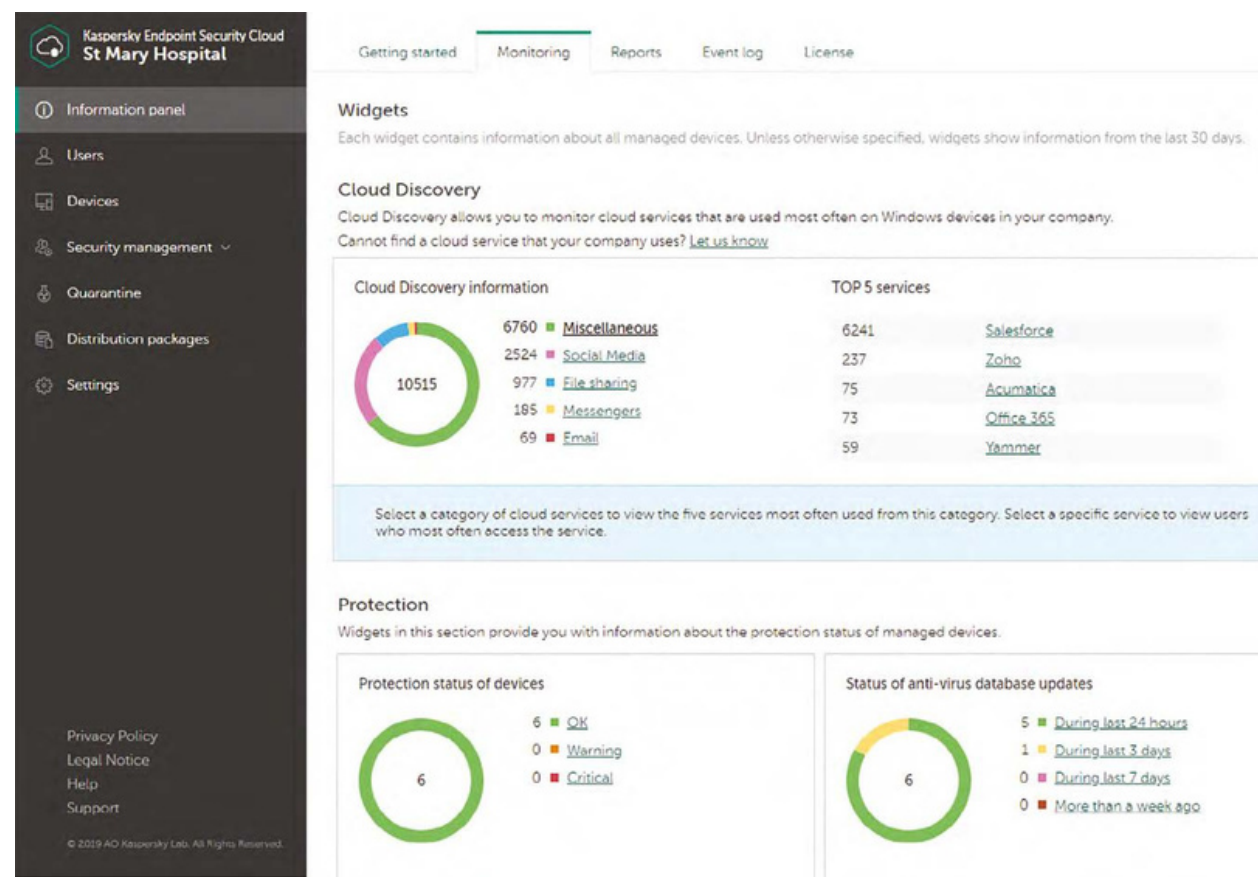 Kaspersky Endpoint Security Cloud
St Mary Hospital
Information panel
Users
Devices
Security management
Quarantine
Distribution packages
Settings
Privacy Policy
Legal Notice
Help
Support
© 2019 AO Kaspersky Lab. All Rights Reserved.
Getting started Monitoring Reports Event log License
Widgets
Each widget contains information about all managed devices. Unless otherwise specified, widgets show information from the last 30 days.
Cloud Discovery
Cloud Discovery allows you to monitor cloud services that are used most often on Windows devices in your company.
Cannot find a cloud service that your company uses? Let us know
Cloud Discovery information
10515
6760 Miscellaneous
2524 Social Media
977 File sharing
185 Messengers
69 Email
TOP 5 services
6241 Salesforce
237 Zoho
75 Acumatica
73 Office 365
59 Yammer
Select a category of cloud services to view the five services most often used from this category. Select a specific service to view users
who most often access the service.
Protection
Widgets in this section provide you with information about the protection status of managed devices.
Protection status of devices
6
6 OK
0 Warning
0 Critical
Status of anti-virus database updates
6
5 During last 24 hours
1 During last 3 days
0 During last 7 days
0 More than a week ago